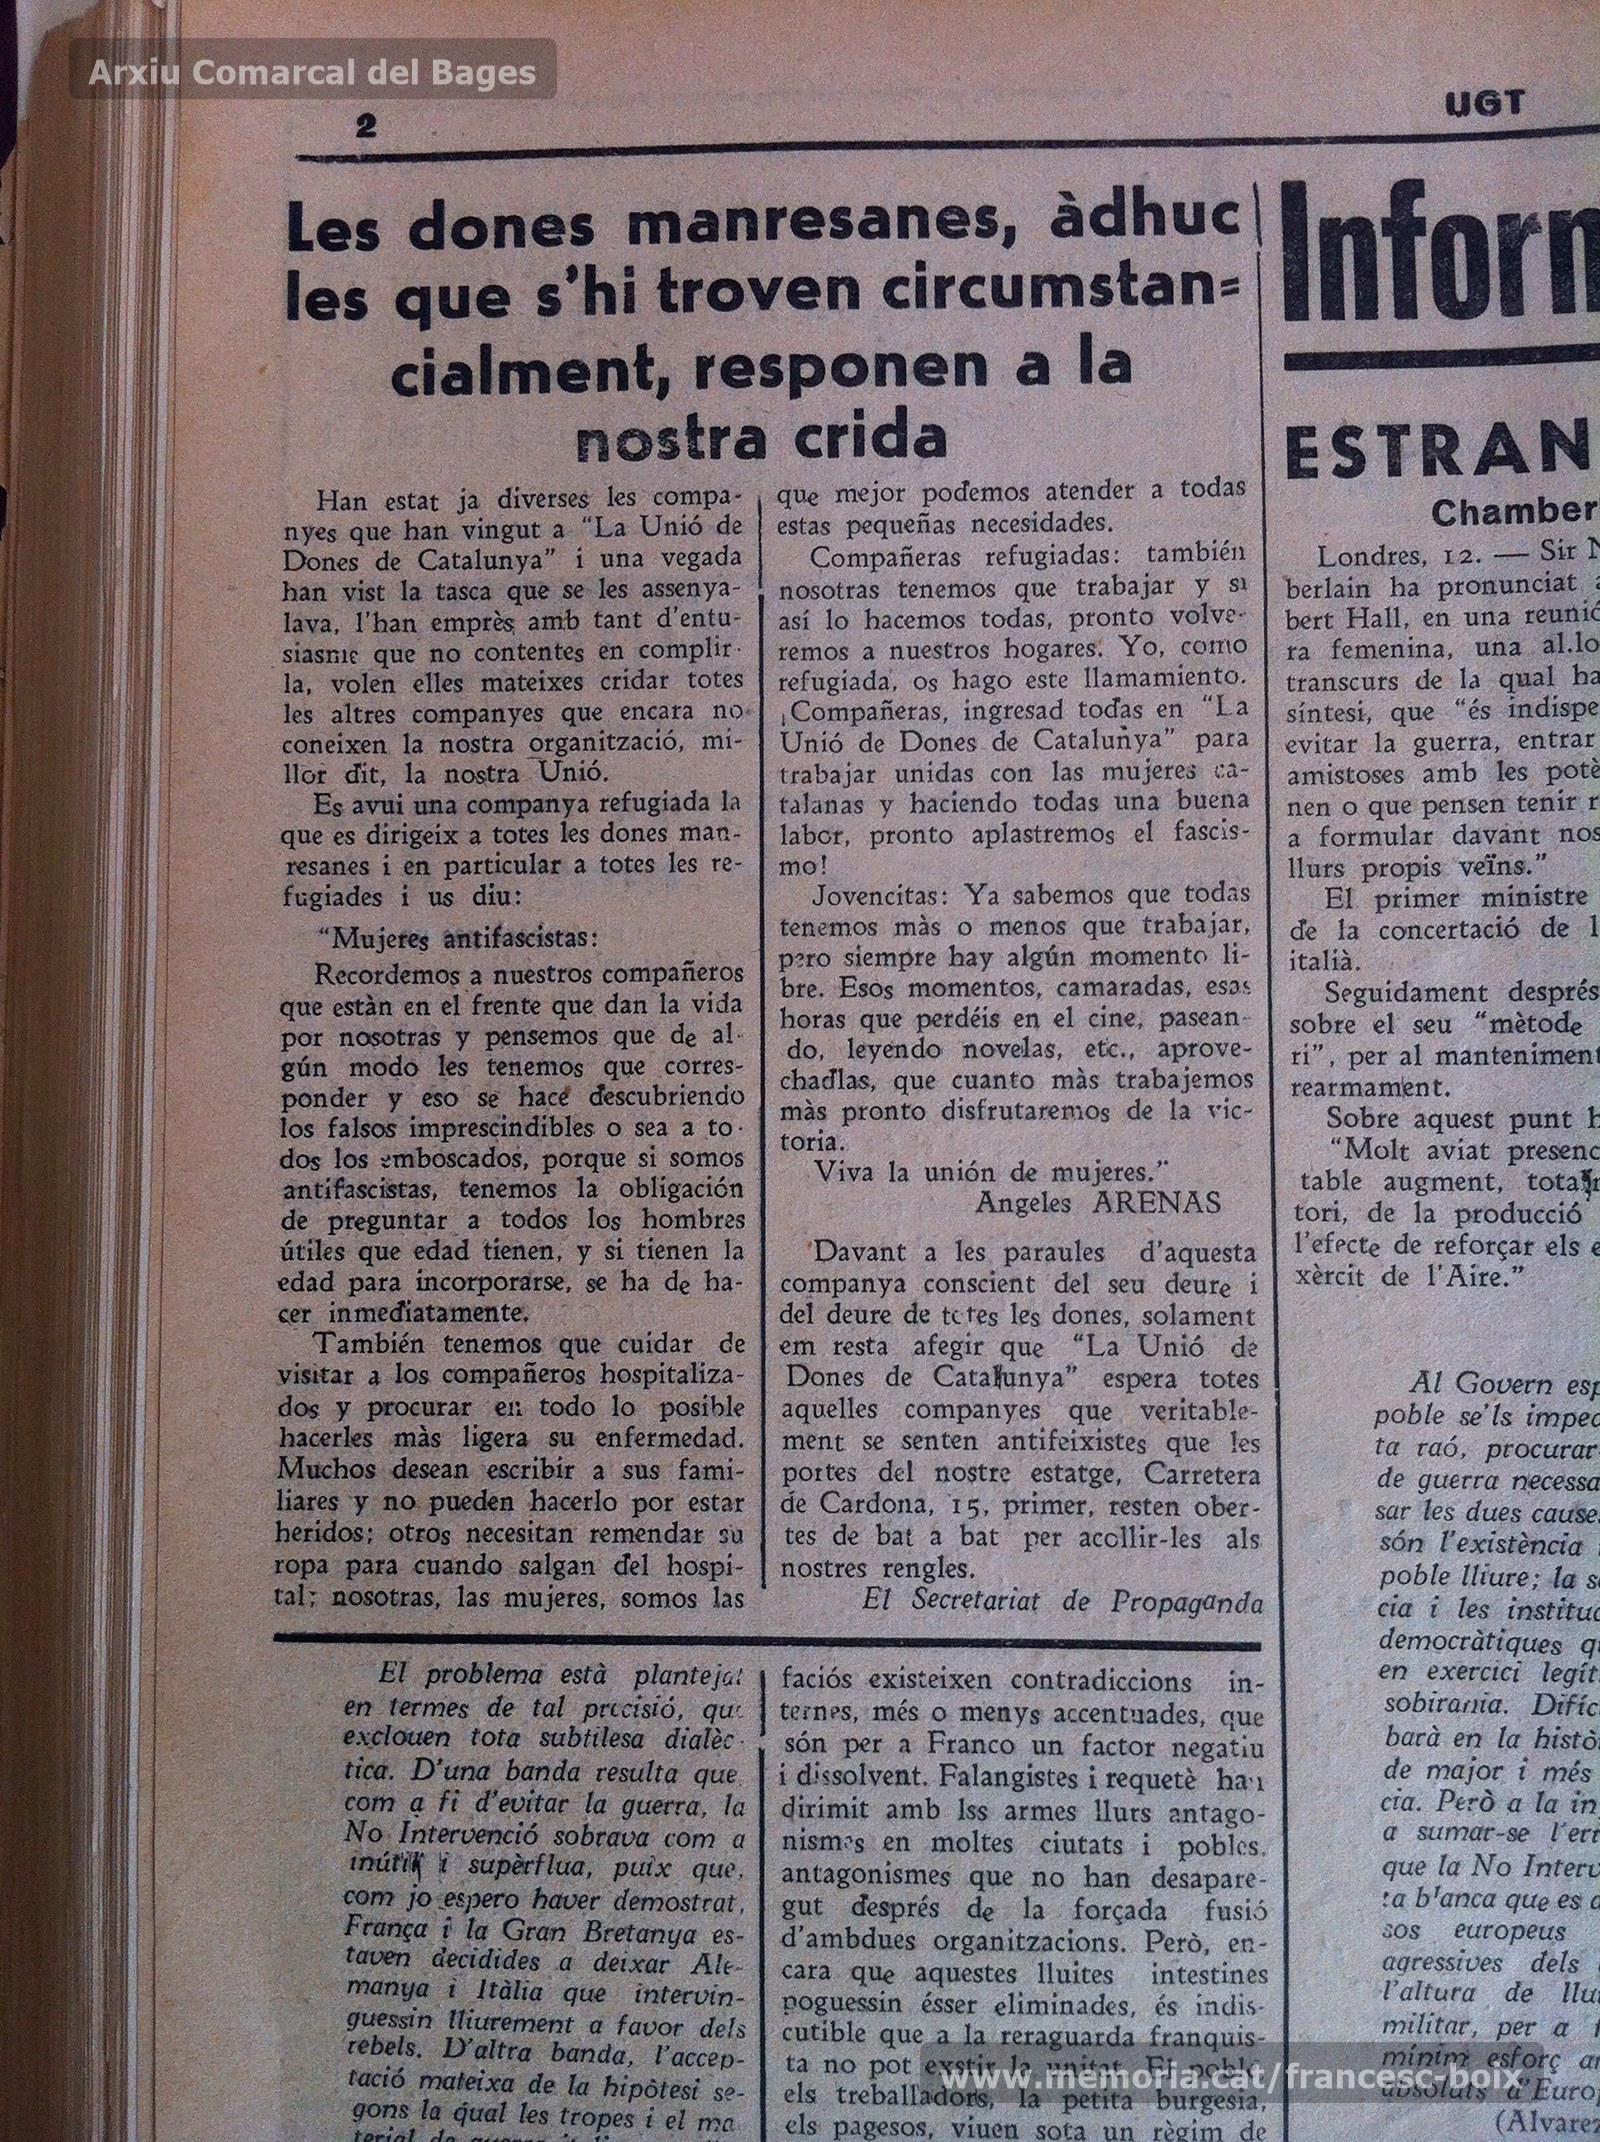 Arxiu Comarcal del Bages
2
UGT
Les dones manresanes, àdhuc
les que s'hi troven circumstan=
cialment, responen a la
nostra crida
Han estat ja diverses les compa-
nyes que han vingut a “La Unió de
Dones de Catalunya” i una vegada
han vist la tasca que se les assenya-
lava, l'han emprès amb tant d'entu-
siasme que no contentes en complir-
la, volen elles mateixes cridar totes
les altres companyes que encara no
coneixen la nostra organització, mi-
llor dit, la nostra Unió.
Es avui una companya refugiada la
que es dirigeix a totes les dones man-
resanes i en particular a totes les re-
fugiades i us diu:
“Mujeres antifascistas:
Recordemos a nuestros compañeros
que estàn en el frente que dan la vida
por nosotras y pensemos que de al-
gún modo les tenemos que corres-
ponder y eso se hace descubriendo
los falsos imprescindibles o sea a to-
dos los emboscados, porque si somos
antifascistas, tenemos la obligación
de preguntar a todos los hombres
útiles que edad tienen, y si tienen la
edad para incorporarse, se ha de ha-
cer inmediatamente.
También tenemos que cuidar de
visitar a los compañeros hospitaliza-
dos y procurar en todo lo posible
hacerles màs ligera su enfermedad.
Muchos desean escribir a sus fami-
liares y no pueden hacerlo por estar
heridos; otros necesitan remendar su
ropa para cuando salgan del hospi-
tal; nosotras, las mujeres, somos las
que mejor podemos atender a todas
estas pequeñas necesidades.
Compañeras refugiadas: también
nosotras tenemos que trabajar y si
así lo hacemos todas, pronto volve-
remos a nuestros hogares. Yo, como
refugiada, os hago este llamamiento.
¡Compañeras, ingresad todas en “La
Unió de Dones de Cataluñya” para
trabajar unidas con las mujeres ca-
talanas y haciendo todas una buena
labor, pronto aplastremos el fascis-
mo!
Jovencitas: Ya sabemos que todas
tenemos màs o menos que trabajar,
pero siempre hay algún momento li-
bre. Esos momentos, camaradas, esas
horas que perdéis en el cine, pasean-
do, leyendo novelas, etc., aprove-
chadlas, que cuanto màs trabajemos
màs pronto disfrutaremos de la vic-
toria.
Viva la unión de mujeres.”
Angeles ARENAS
Davant a les paraules d'aquesta
companya conscient del seu deure i
del deure de totes les dones, solament
em resta afegir que “La Unió de
Dones de Catalunya” espera totes
aquelles companyes que veritable-
ment se senten antifeixistes que les
portes del nostre estatge, Carretera
de Cardona, 15, primer, resten ober-
tes de bat a bat per acollir-les als
nostres rengles.
El Secretariat de Propaganda
El problema està plantejat
en termes de tal precisió, que
exclouen tota subtilesa dialèc-
tica. D'una banda resulta que
com a fi d'evitar la guerra, la
No Intervenció sobrava com a
inútil i supèrflua, puix que,
com jo espero haver demostrat,
França i la Gran Bretanya es-
taven decidides a deixar Ale-
manya i Itàlia que intervin-
guessin lliurement a favor dels
rebels. D'altra banda, l'accep-
tació mateixa de la hipòtesi se-
gons la qual les tropes i el ma-
terial de guerra
faciós existeixen contradiccions in-
ternes, més o menys accentuades, que
són per a Franco un factor negatiu
i dissolvent. Falangistes i requetè han
dirimit amb lss armes llurs antago-
nismes en moltes ciutats i pobles,
antagonismes que no han desapare-
gut després de la forçada fusió
d'ambdues organitzacions. Però, en-
cara que aquestes lluites intestines
poguessin ésser eliminades, és indis-
cutible que a la reraguarda franquis-
ta no pot exstir la unitat. El poble
els treballadors, la petita burgesia,
els pagesos, viuen sota un règim de
Inform
ESTRAN
Chamber
Londres, 12. — Sir N
berlain ha pronunciat a
bert Hall, en una reunió
ra femenina, una al.lo
transcurs de la qual ha
síntesi, que “és indispe
evitar la guerra, entrar
amistoses amb les potè
nen o que pensen tenir r
a formular davant nos
llurs propis veïns.”
El primer ministre
de la concertació de l
italià.
Seguidament després
sobre el seu “mètode
ri”, per al manteniment
rearmament.
Sobre aquest punt h
“Molt aviat presenc
table augment, total
tori, de la producció
l'efecte de reforçar els e
xèrcit de l'Aire.”
Al Govern esp
poble se'ls imped
ta raó, procurar-
de guerra necessa
sar les dues cause
són l'existència
poble lliure; la s
cia i les instituc
democràtiques q
en exercici legít
sobirania. Difíc
barà en la histò
de major i més
cia. Però a la in
a sumar-se l'err
que la No Interv
ta blanca que es d
sos europeus
agressives dels
l'altura de llu
militar, per a
mínim esforç a
absoluts d'Euro
(Alvarez
www.memoria.cat/francesc-boix